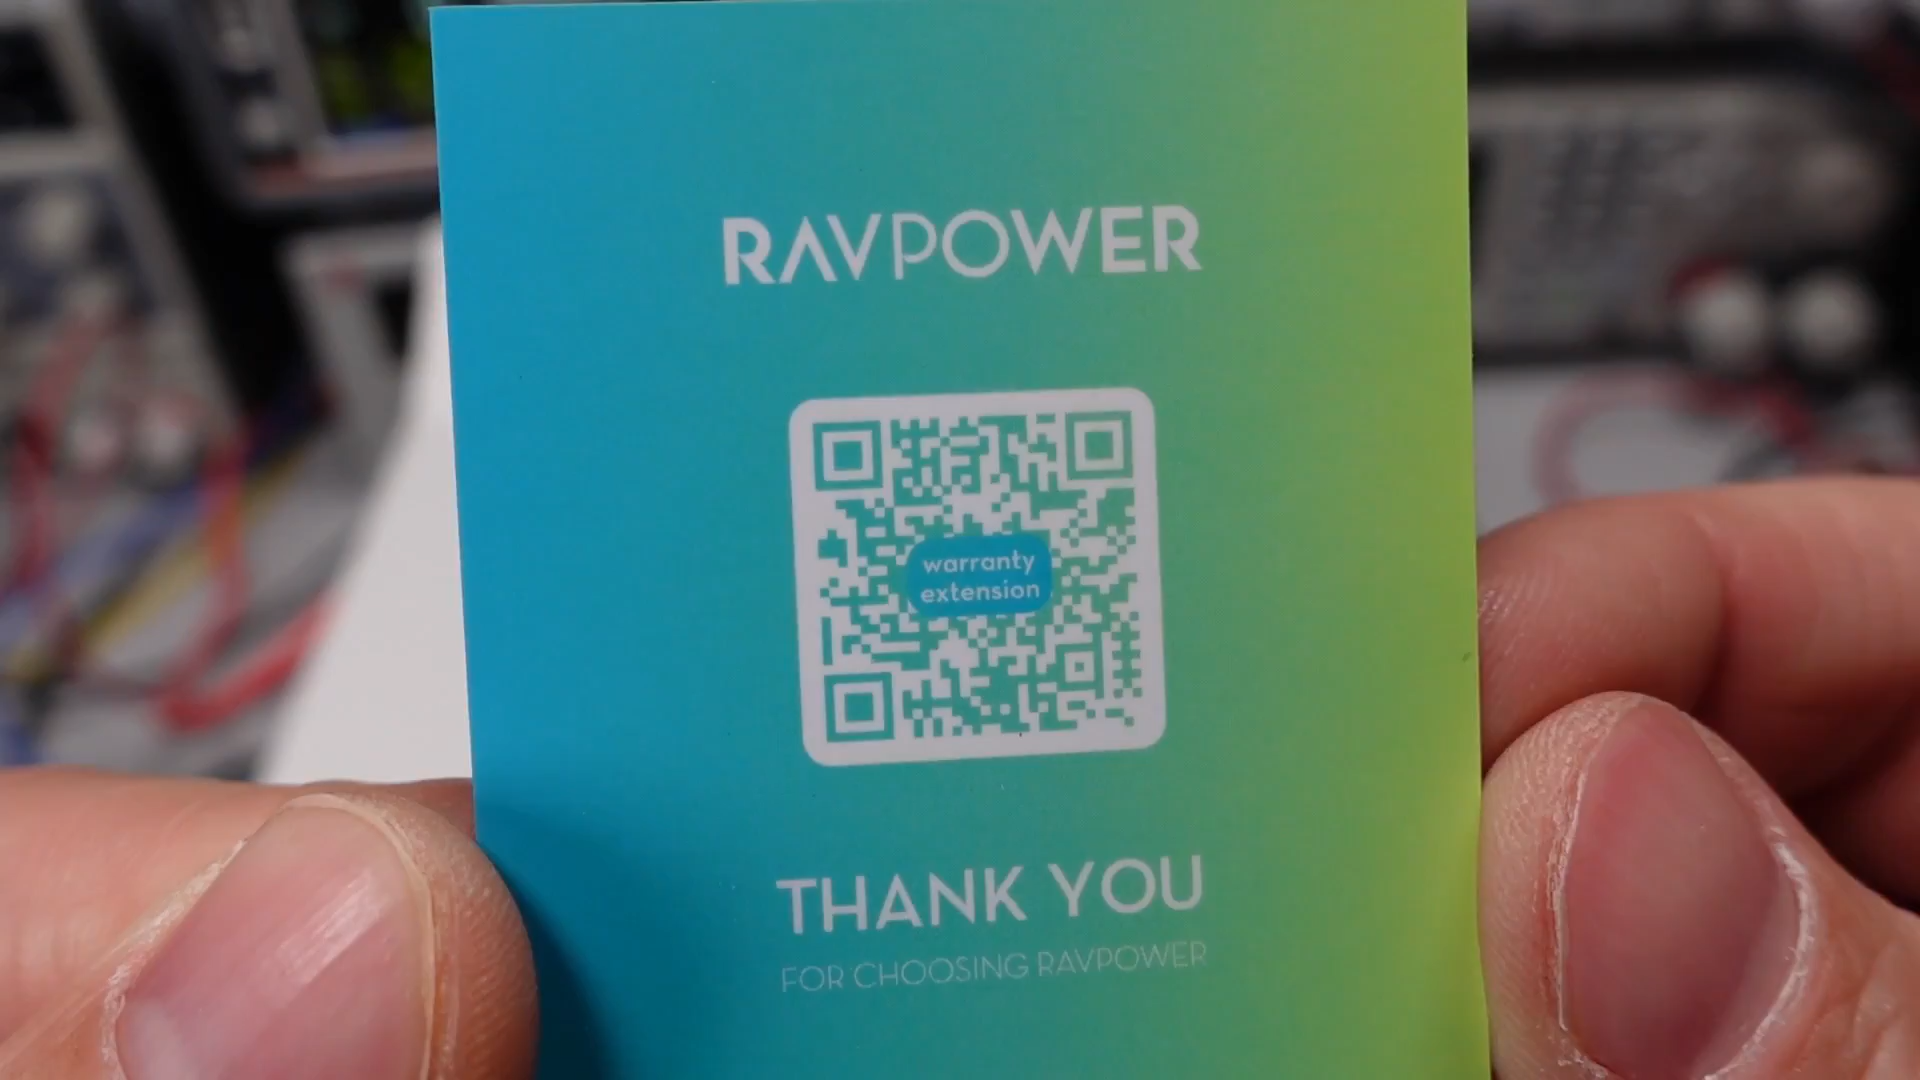 RAVPOWER
warranty
extension
THANK YOU
FOR CHOOSING RAVPOWER